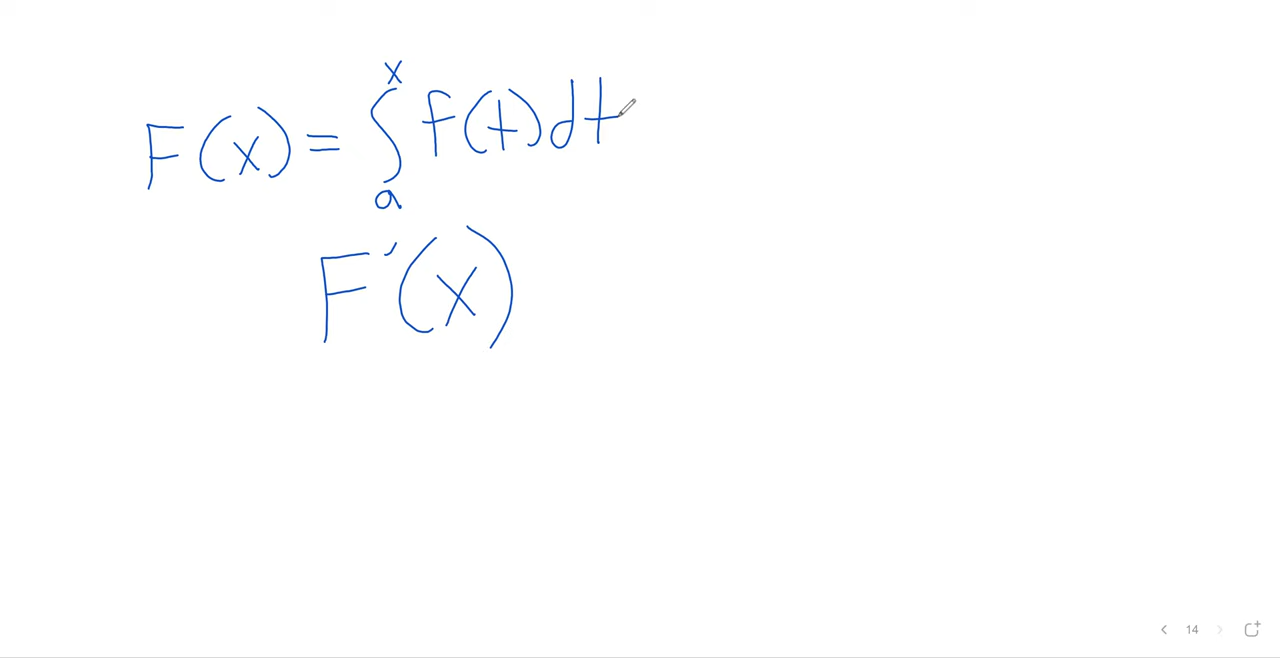 F(x) = ∫ₐˣ f(t)dt
F'(x)
14